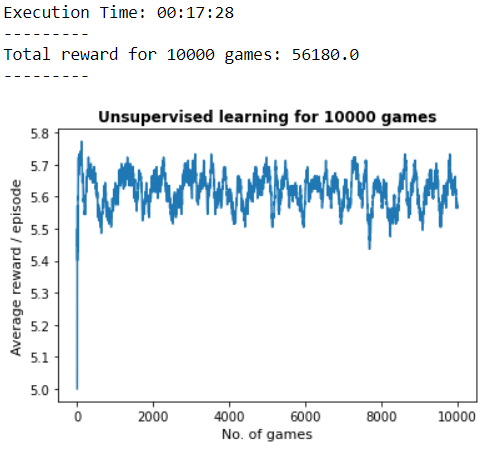 Execution Time: 00:17:28
---------
Total reward for 10000 games: 56180.0
---------
Unsupervised learning for 10000 games
5.8
5.7
5.6
5.5
5.4
5.3
5.2
5.1
5.0
Average reward / episode
0 2000 4000 6000 8000 10000
No. of games